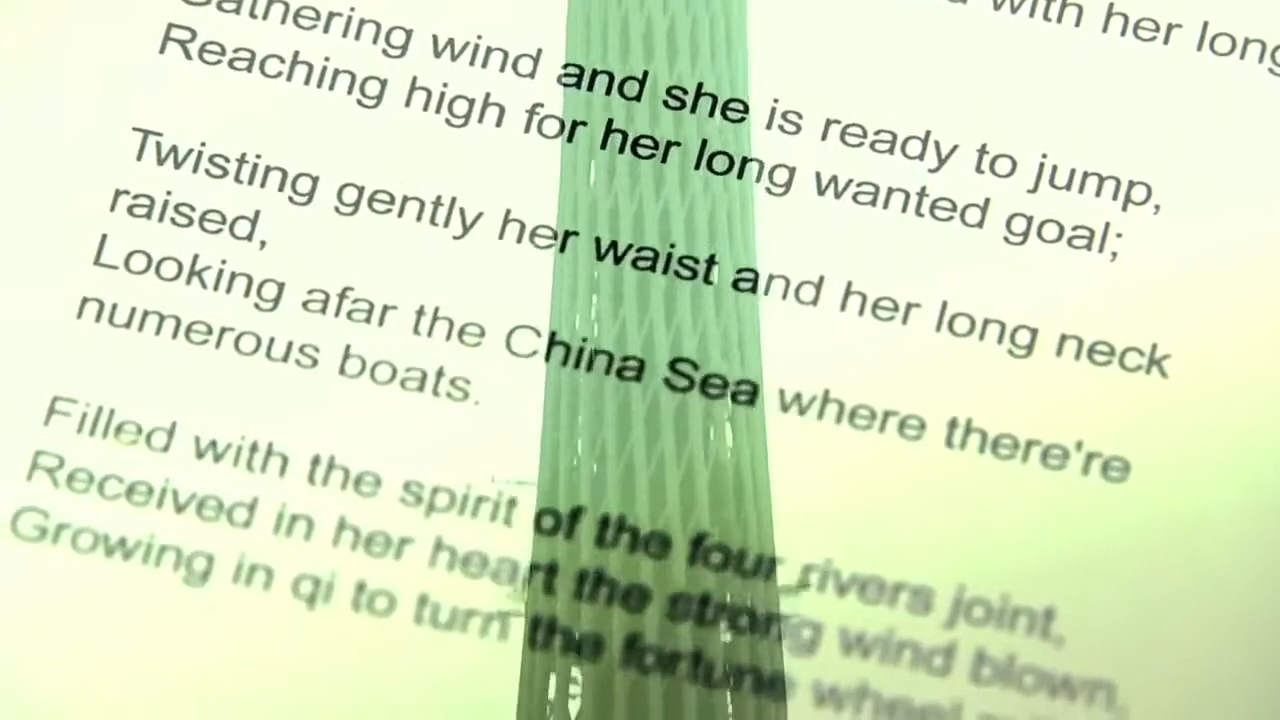 with her long
Gathering wind and she is ready to jump,
Reaching high for her long wanted goal;
Twisting gently her waist and her long neck
raised,
Looking afar the China Sea where there're
numerous boats.
Filled with the spirit of the four rivers joint,
Received in her heart the strong wind blown,
Growing in qi to turn the fortune wheel